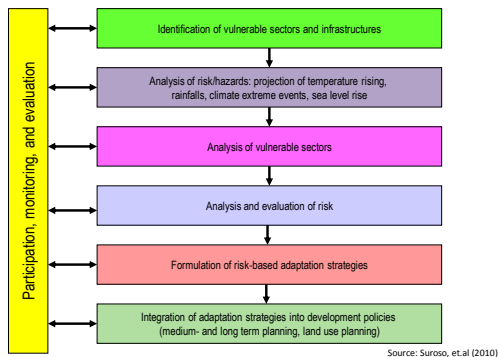 Participation, monitoring, and evaluation
Identification of vulnerable sectors and infrastructures
Analysis of risk/hazards: projection of temperature rising,
rainfalls, climate extreme events, sea level rise
Analysis of vulnerable sectors
Analysis and evaluation of risk
Formulation of risk-based adaptation strategies
Integration of adaptation strategies into development policies
(medium- and long term planning, land use planning)
Source: Suroso, et.al (2010)